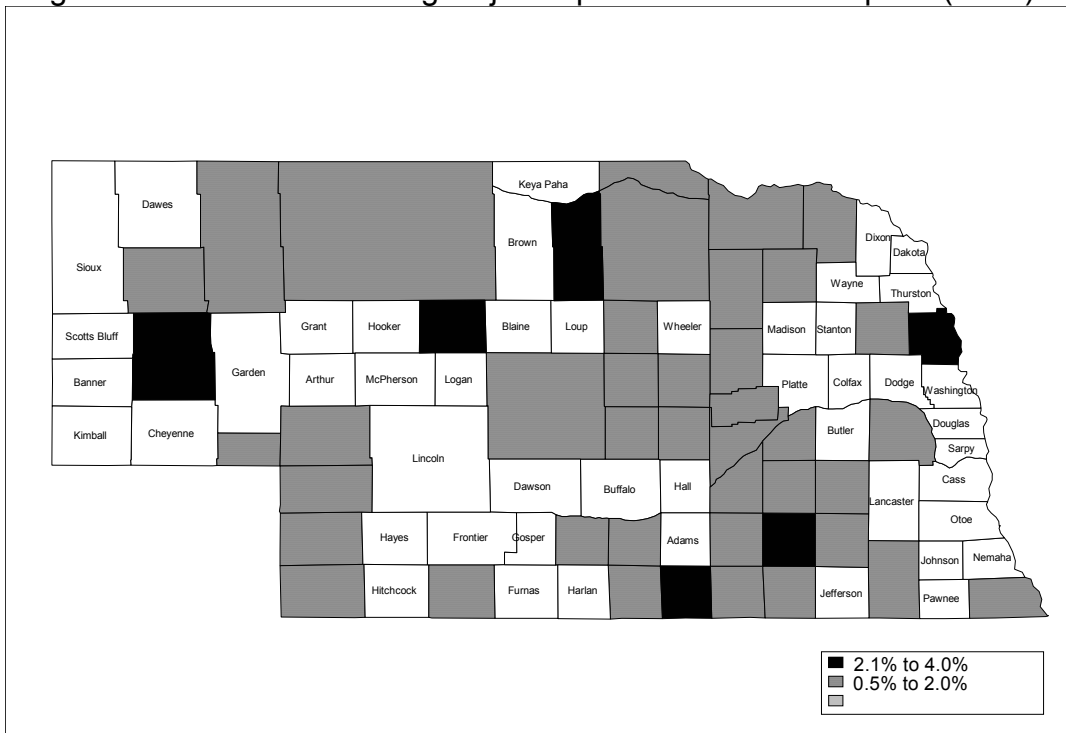 Keya Paha
Dawes
Dixon
Brown
Dakota
Sioux
Wayne
Thurston
Grant
Hooker
Blaine
Loup
Wheeler
Madison
Stanton
Scotts Bluff
Garden
Arthur
McPherson
Logan
Banner
Platte
Colfax
Dodge
Washington
Kimball
Cheyenne
Butler
Douglas
Sarpy
Lincoln
Dawson
Buffalo
Hall
Cass
Lancaster
Otoe
Hayes
Frontier
Gosper
Adams
Johnson
Nemaha
Hitchcock
Furnas
Harlan
Jefferson
Pawnee
2.1% to 4.0%
0.5% to 2.0%